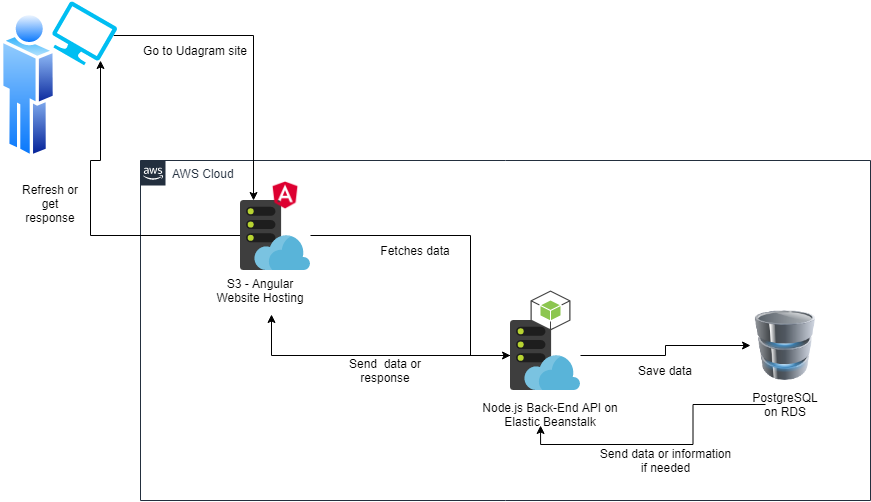 Go to Udagram site
aws
AWS Cloud
Refresh or
get
response
A
Fetches data
S3 - Angular
Website Hosting
Send  data or
response
Save data
Node.js Back-End API on
Elastic Beanstalk
PostgreSQL
on RDS
Send data or information
if needed